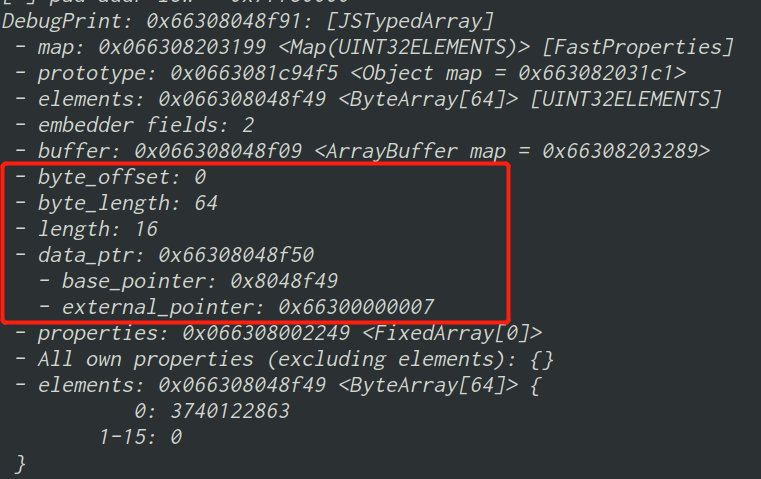 DebugPrint: 0x66308048f91: [JSTypedArray]
- map: 0x066308203199 <Map(UINT32ELEMENTS)> [FastProperties]
- prototype: 0x0663081c94f5 <Object map = 0x663082031c1>
- elements: 0x066308048f49 <ByteArray[64]> [UINT32ELEMENTS]
- embedder fields: 2
- buffer: 0x066308048f09 <ArrayBuffer map = 0x66308203289>
- byte_offset: 0
- byte_length: 64
- length: 16
- data_ptr: 0x66308048f50
- base_pointer: 0x8048f49
- external_pointer: 0x66300000007
- properties: 0x066308002249 <FixedArray[0]>
- All own properties (excluding elements): {}
- elements: 0x066308048f49 <ByteArray[64]> {
0: 3740122863
1-15: 0
}